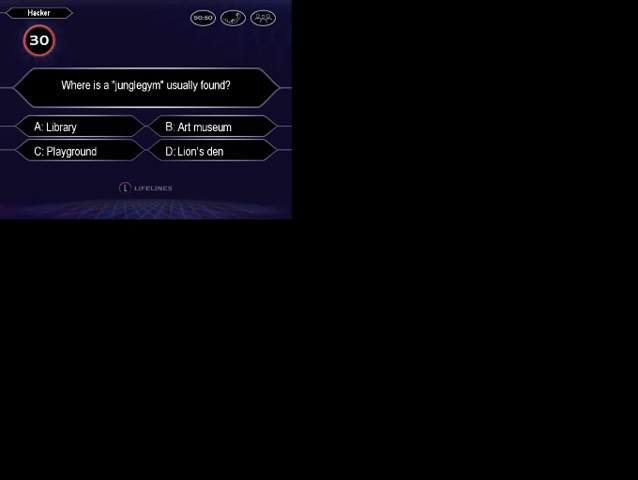 Hacker
50:50
30
Where is a "junglegym" usually found?
A: Library
B: Art museum
C: Playground
D: Lion's den
LIFELINES